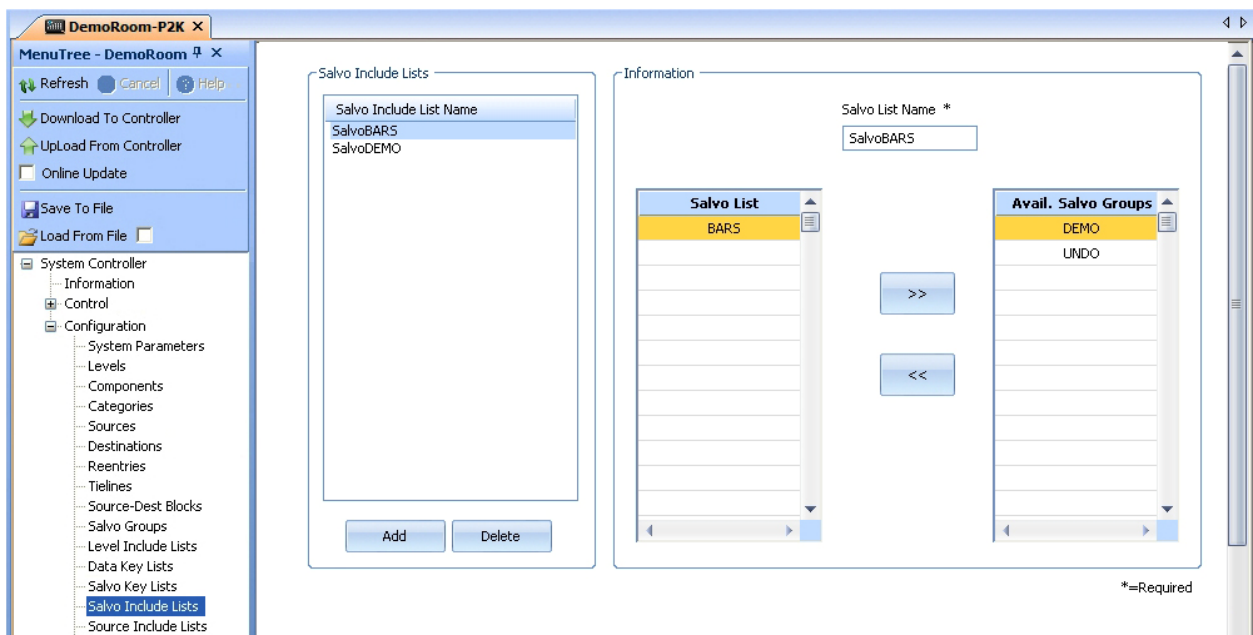 DemoRoom-P2K X
MenuTree - DemoRoom
Refresh Cancel Help
Download To Controller
UpLoad From Controller
Online Update
Save To File
Load From File
System Controller
Information
Control
Configuration
System Parameters
Levels
Components
Categories
Sources
Destinations
Reentries
Tielines
Source-Dest Blocks
Salvo Groups
Level Include Lists
Data Key Lists
Salvo Key Lists
Salvo Include Lists
Source Include Lists
Salvo Include Lists
Salvo Include List Name
SalvoBARS
SalvoDEMO
Add Delete
Information
Salvo List Name *
SalvoBARS
Salvo List
BARS
>>
<<
Avail. Salvo Groups
DEMO
UNDO
*=Required